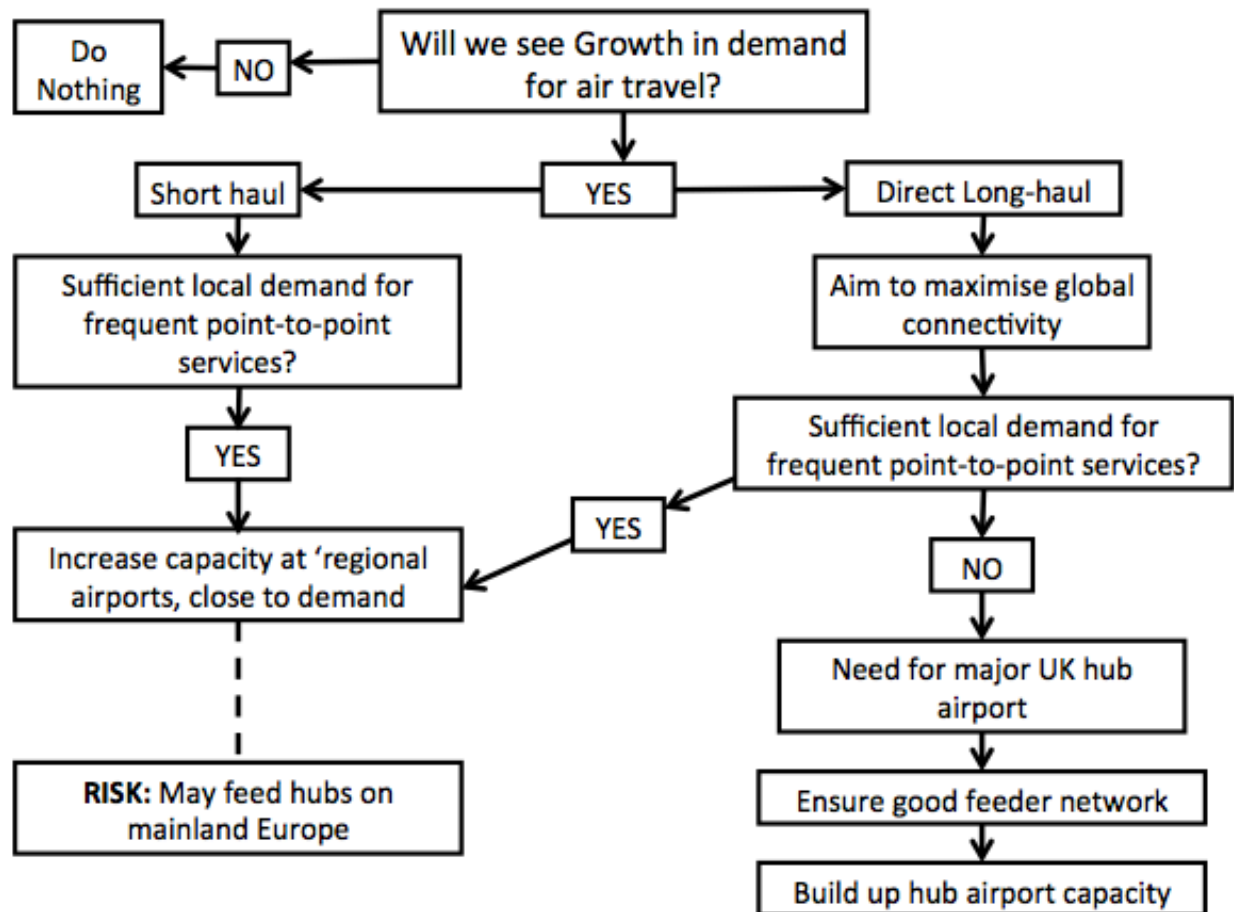 Will we see Growth in demand
for air travel?
NO
Do
Nothing
YES
Short haul
Direct Long-haul
Sufficient local demand for
frequent point-to-point
services?
Aim to maximise global
connectivity
YES
Sufficient local demand for
frequent point-to-point services?
YES
NO
Increase capacity at ‘regional
airports, close to demand
Need for major UK hub
airport
RISK: May feed hubs on
mainland Europe
Ensure good feeder network
Build up hub airport capacity